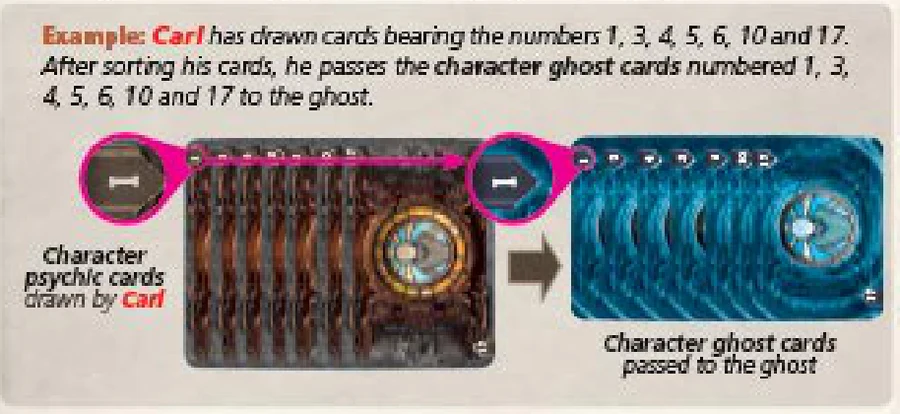 Example: Carl has drawn cards bearing the numbers 1, 3, 4, 5, 6, 10 and 17.
After sorting his cards, he passes the character ghost cards numbered 1, 3,
4, 5, 6, 10 and 17 to the ghost.
1
1
Character
psychic cards
drawn by Carl
Character ghost cards
passed to the ghost